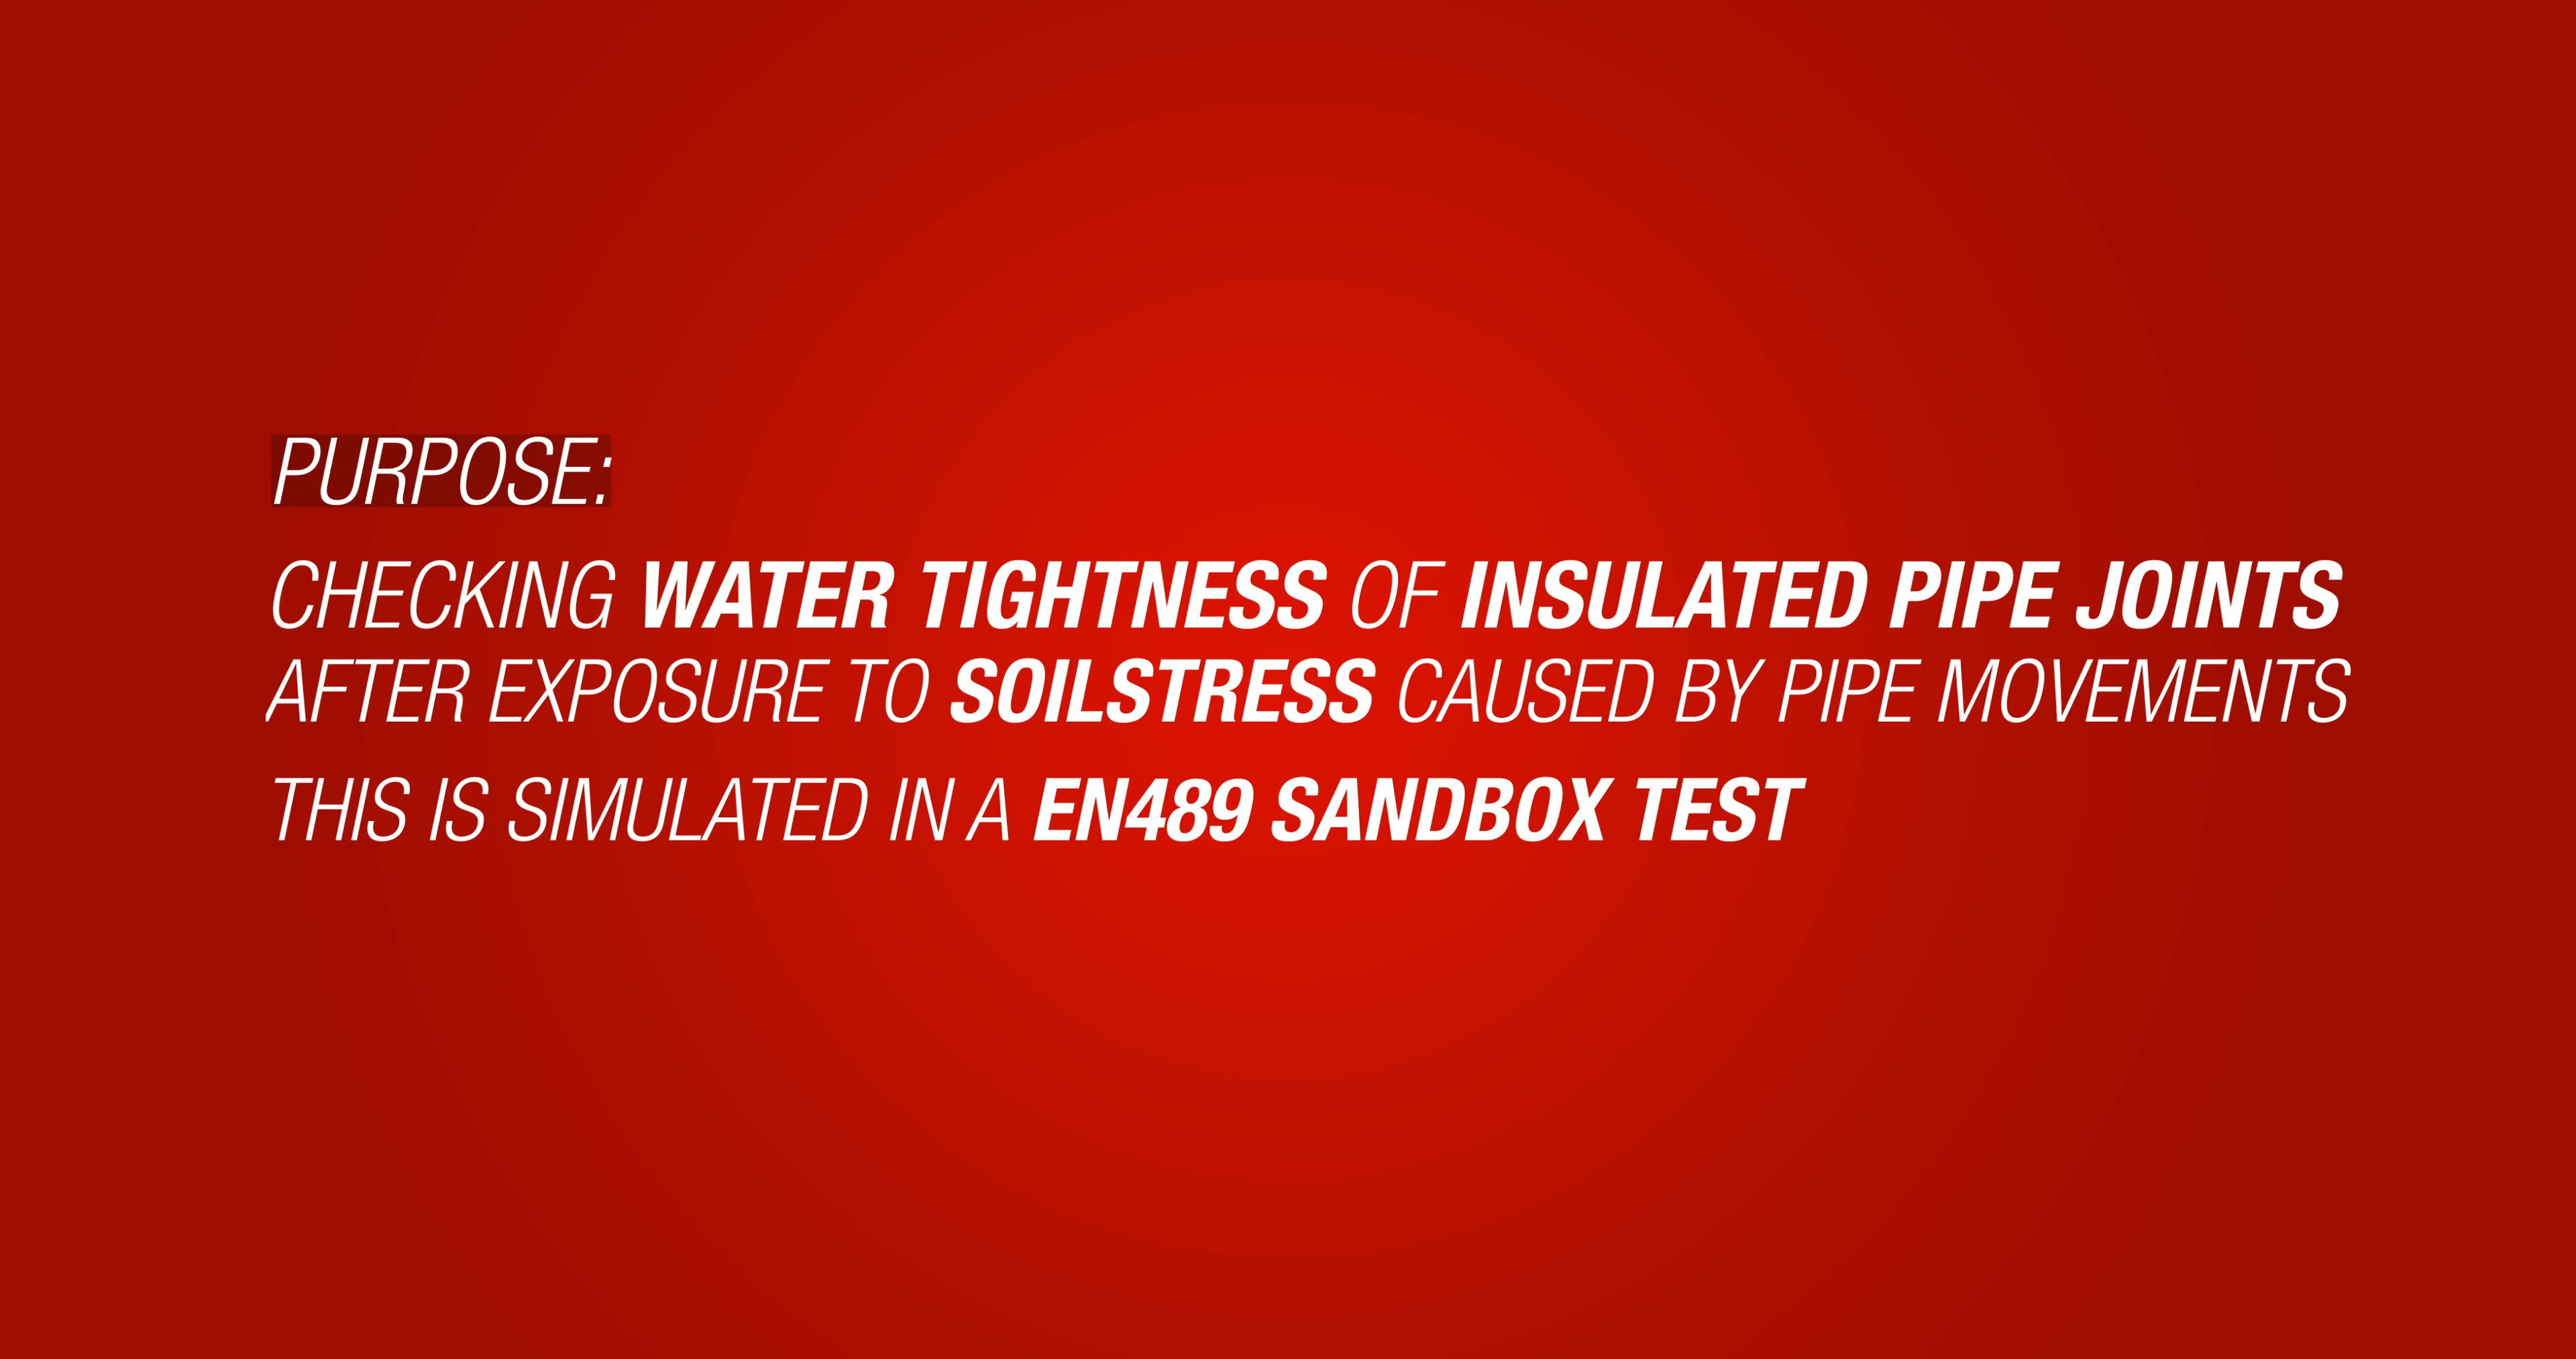 PURPOSE:
CHECKING WATER TIGHTNESS OF INSULATED PIPE JOINTS
AFTER EXPOSURE TO SOILSTRESS CAUSED BY PIPE MOVEMENTS
THIS IS SIMULATED IN A EN489 SANDBOX TEST